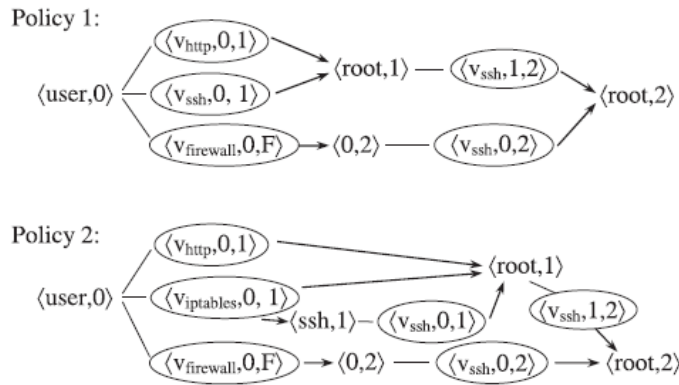 Policy 1:
⟨v_http,0,1⟩
⟨root,1⟩
⟨v_ssh,1,2⟩
⟨user,0⟩
⟨v_ssh,0, 1⟩
⟨root,2⟩
⟨v_firewall,0,F⟩
⟨0,2⟩
⟨v_ssh,0,2⟩
Policy 2:
⟨v_http,0,1⟩
⟨root,1⟩
⟨user,0⟩
⟨v_iptables,0, 1⟩
⟨ssh,1⟩
⟨v_ssh,0,1⟩
⟨v_ssh,1,2⟩
⟨v_firewall,0,F⟩
⟨0,2⟩
⟨v_ssh,0,2⟩
⟨root,2⟩